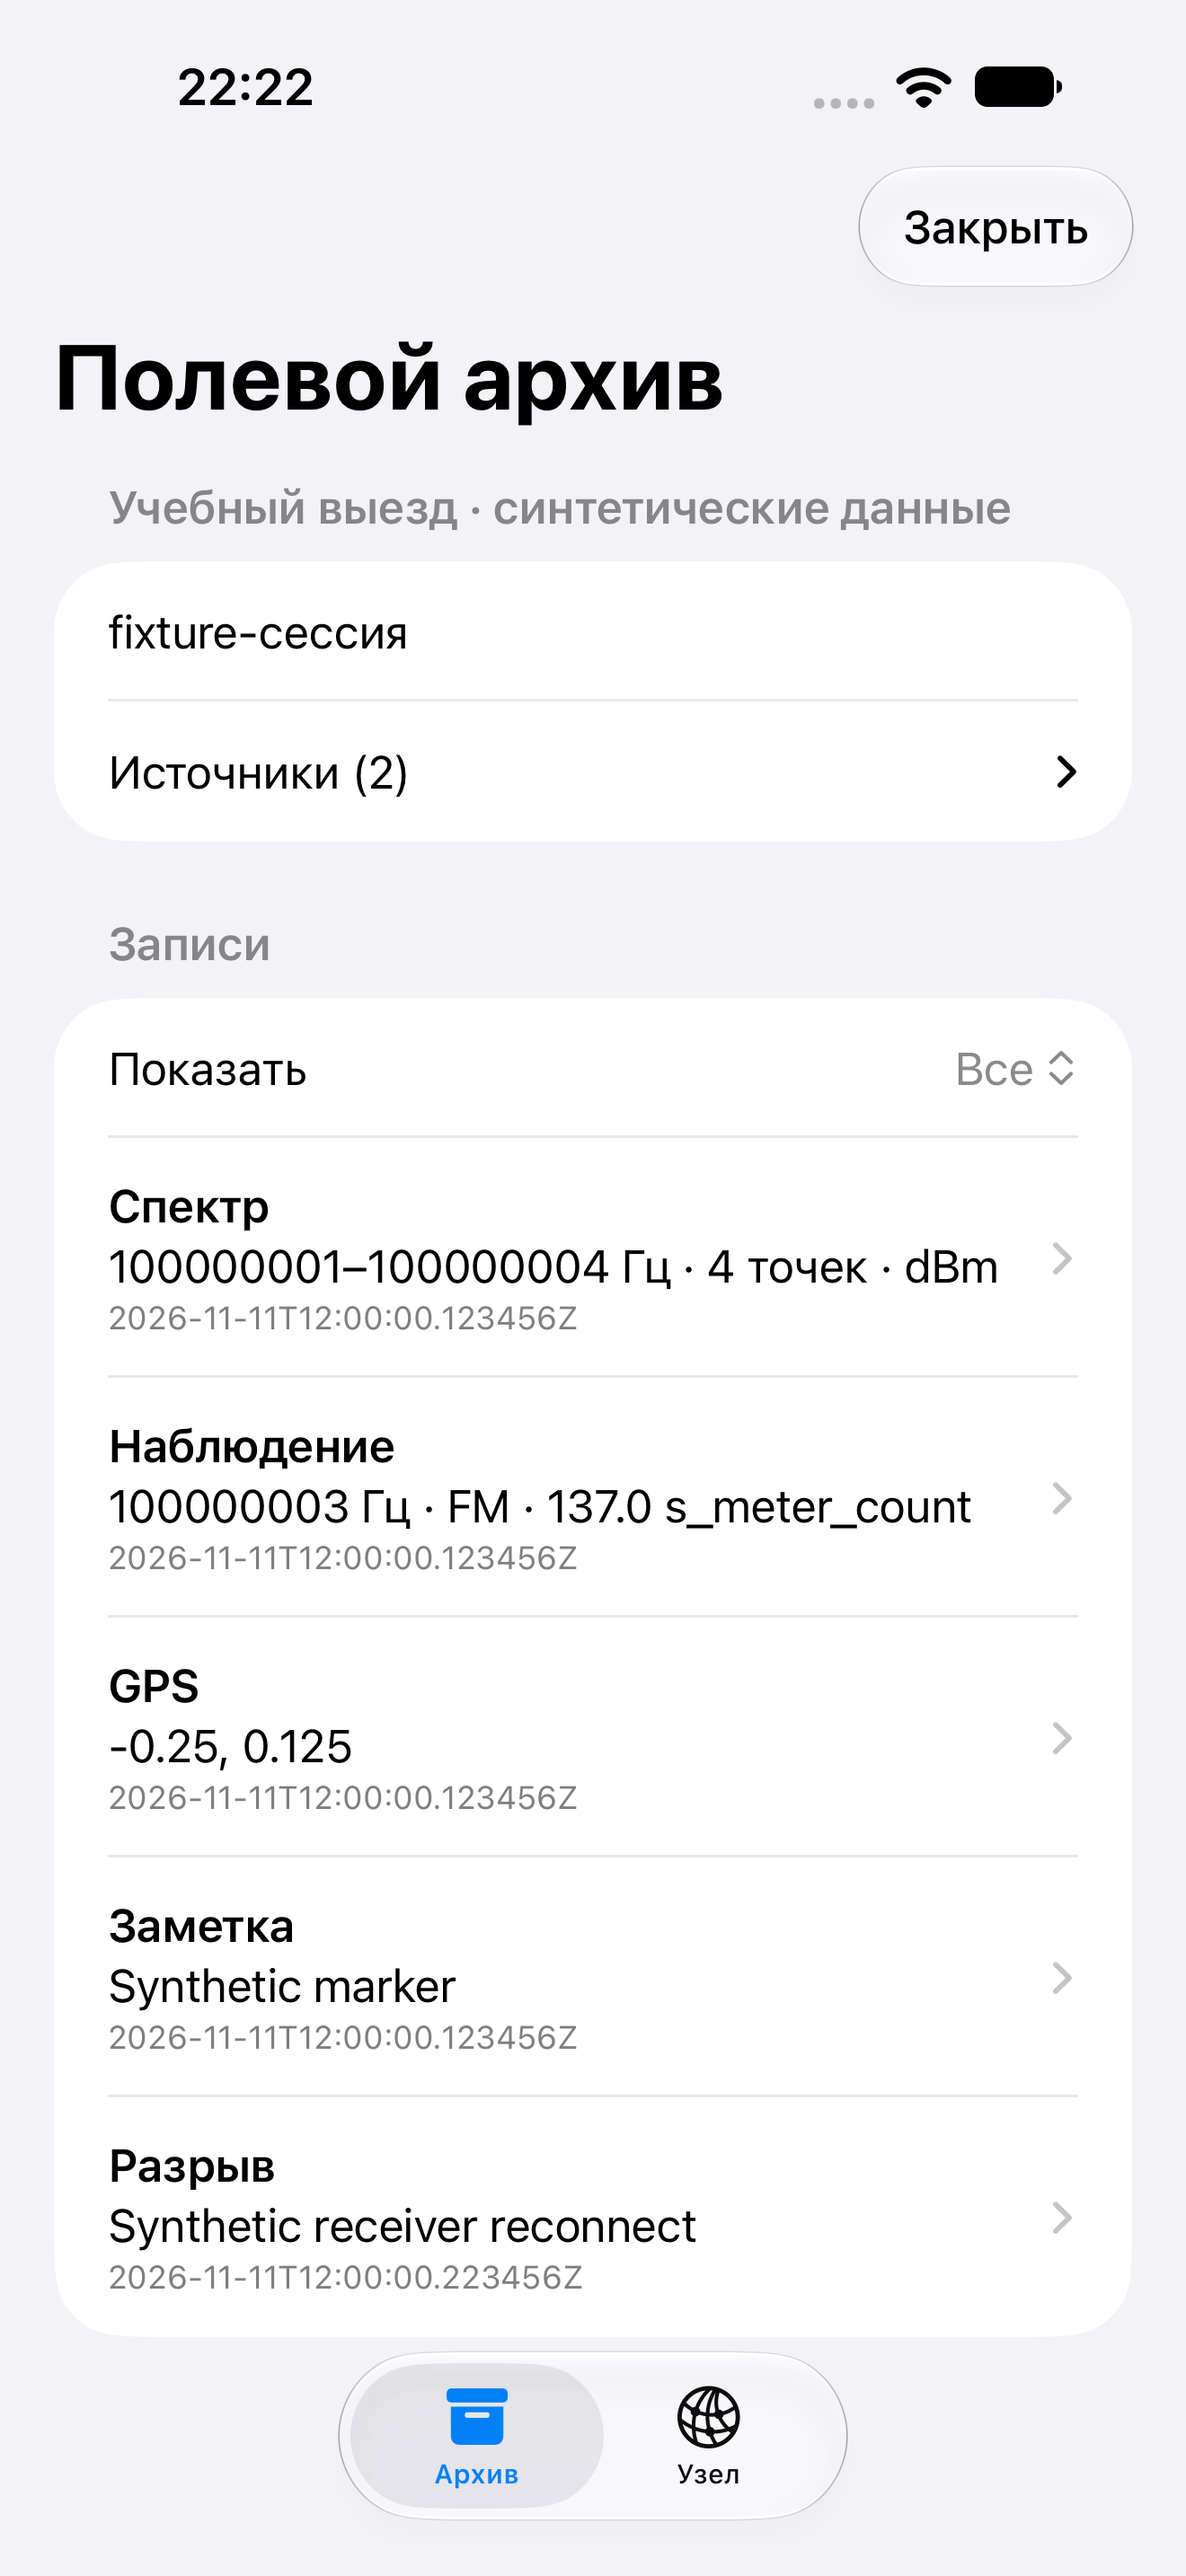 22:22
Закрыть
Полевой архив
Учебный выезд · синтетические данные
fixture-сессия
Источники (2)
Записи
Показать Все
Спектр
100000001–100000004 Гц · 4 точек · dBm
2026-11-11T12:00:00.123456Z
Наблюдение
100000003 Гц · FM · 137.0 s_meter_count
2026-11-11T12:00:00.123456Z
GPS
-0.25, 0.125
2026-11-11T12:00:00.123456Z
Заметка
Synthetic marker
2026-11-11T12:00:00.123456Z
Разрыв
Synthetic receiver reconnect
2026-11-11T12:00:00.223456Z
Архив Узел